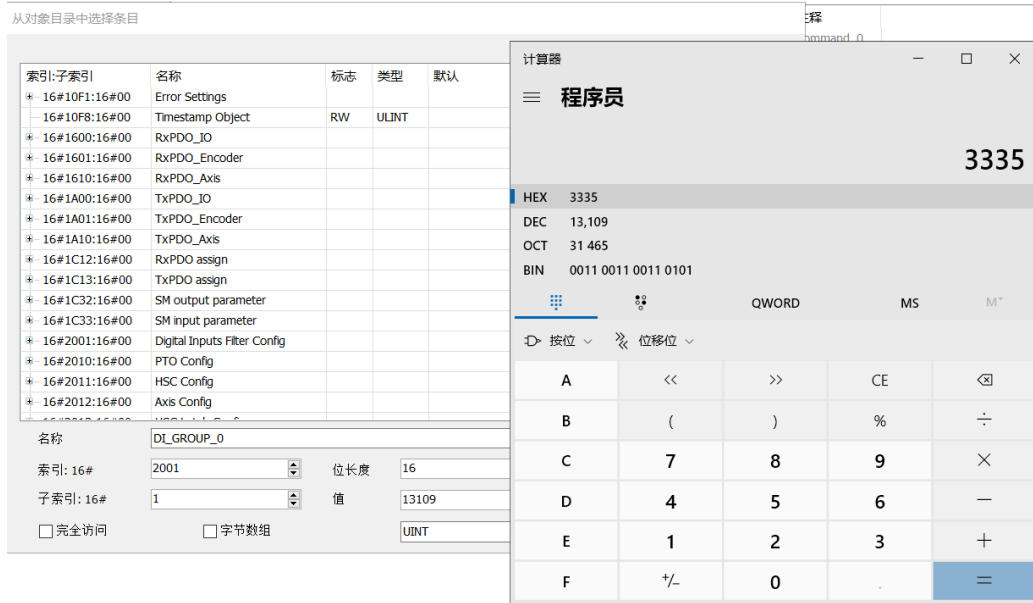 从对象目录中选择条目
注释
ommand_0
索引:子索引 名称 标志 类型 默认
16#10F1:16#00 Error Settings
16#10F8:16#00 Timestamp Object RW ULINT
16#1600:16#00 RxPDO_IO
16#1601:16#00 RxPDO_Encoder
16#1610:16#00 RxPDO_Axis
16#1A00:16#00 TxPDO_IO
16#1A01:16#00 TxPDO_Encoder
16#1A10:16#00 TxPDO_Axis
16#1C12:16#00 RxPDO assign
16#1C13:16#00 TxPDO assign
16#1C32:16#00 SM output parameter
16#1C33:16#00 SM input parameter
16#2001:16#00 Digital Inputs Filter Config
16#2010:16#00 PTO Config
16#2011:16#00 HSC Config
16#2012:16#00 Axis Config
名称 DI_GROUP_0
索引: 16# 2001 位长度 16
子索引: 16# 1 值 13109
完全访问 字节数组 UINT
计算器
程序员
3335
HEX 3335
DEC 13,109
OCT 31 465
BIN 0011 0011 0011 0101
QWORD MS M
按位 位移位
A << >> CE
B ( ) % ÷
C 7 8 9 ×
D 4 5 6 −
E 1 2 3 +
F +/− 0 . =